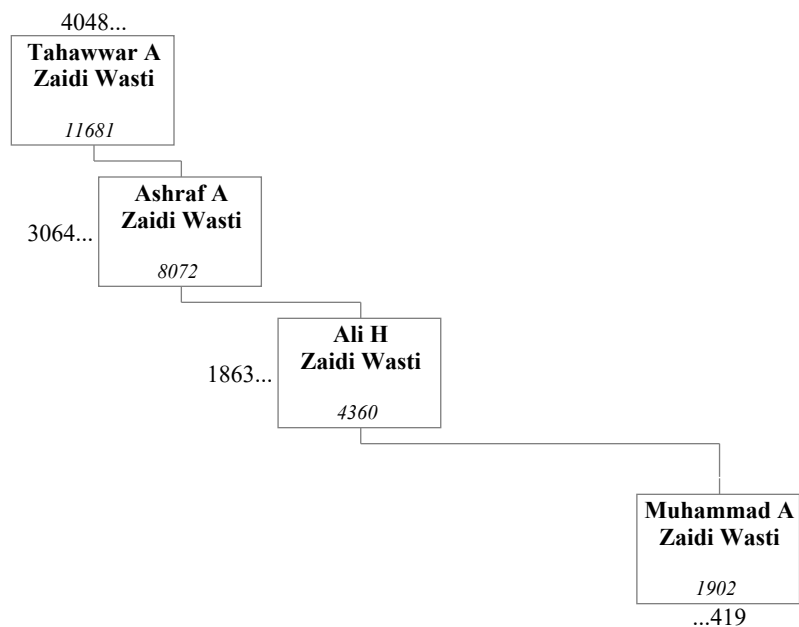 4048...
Tahawwar A
Zaidi Wasti
11681
Ashraf A
Zaidi Wasti
3064...
8072
Ali H
Zaidi Wasti
1863...
4360
Muhammad A
Zaidi Wasti
1902
...419